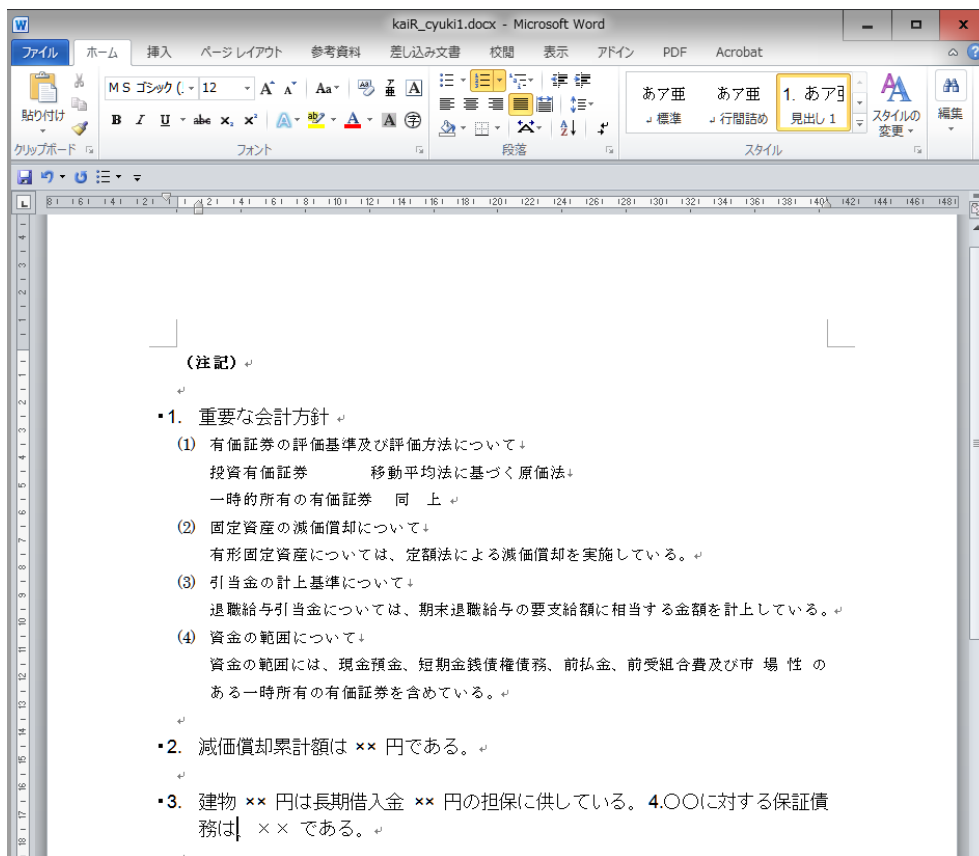 kaiR_cyuki1.docx - Microsoft Word
ファイル ホーム 挿入 ページ レイアウト 参考資料 差し込み文書 校閲 表示 アドイン PDF Acrobat
貼り付け
MS ゴシック (. 12
あア亜 あア亜 1. あア亜
標準 行間詰め 見出し 1
スタイルの変更
編集
クリップボード フォント 段落 スタイル
（注記）
1. 重要な会計方針
(1) 有価証券の評価基準及び評価方法について
投資有価証券 移動平均法に基づく原価法
一時的所有の有価証券 同 上
(2) 固定資産の減価償却について
有形固定資産については、定額法による減価償却を実施している。
(3) 引当金の計上基準について
退職給与引当金については、期末退職給与の要支給額に相当する金額を計上している。
(4) 資金の範囲について
資金の範囲には、現金預金、短期金銭債権債務、前払金、前受組合費及び市 場 性 の
ある一時所有の有価証券を含めている。
2. 減価償却累計額は ×× 円である。
3. 建物 ×× 円は長期借入金 ×× 円の担保に供している。 4.〇〇に対する保証債
務は、×× である。